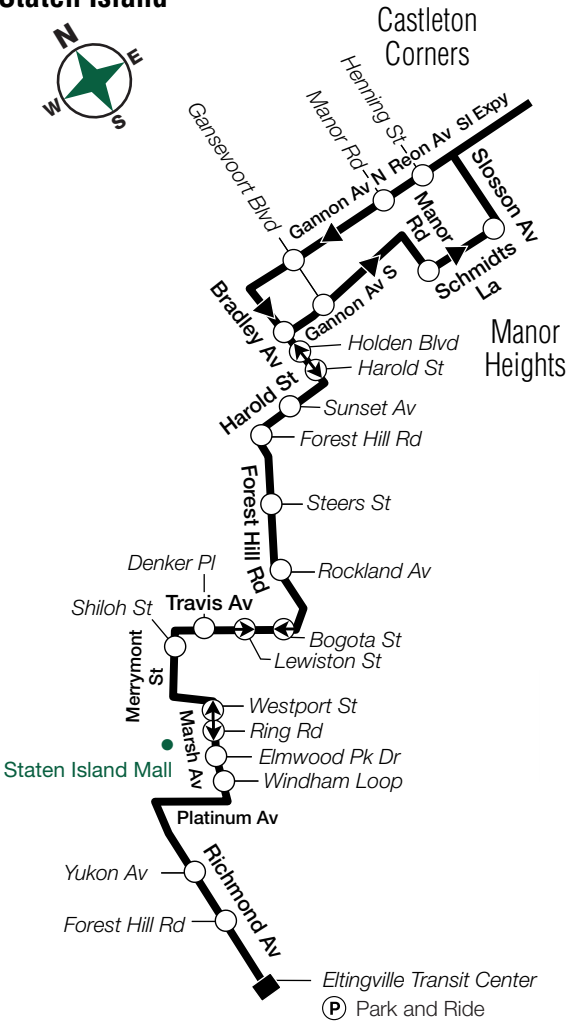 Staten Island
N
E
W
S
Castleton
Corners
Henning St
Manor Rd
Gansevoort Blvd
Gannon Av N
Reon Av
SI Expy
Slosson Av
Manor
Rd
Schmidts
La
Gannon Av S
Bradley Av
Manor
Heights
Holden Blvd
Harold St
Harold St
Sunset Av
Forest Hill Rd
Forest Hill Rd
Steers St
Rockland Av
Denker Pl
Travis Av
Shiloh St
Bogota St
Lewiston St
Merrymont
St
Westport St
Ring Rd
Marsh Av
Elmwood Pk Dr
Staten Island Mall
Windham Loop
Platinum Av
Richmond Av
Yukon Av
Forest Hill Rd
Eltingville Transit Center
P Park and Ride